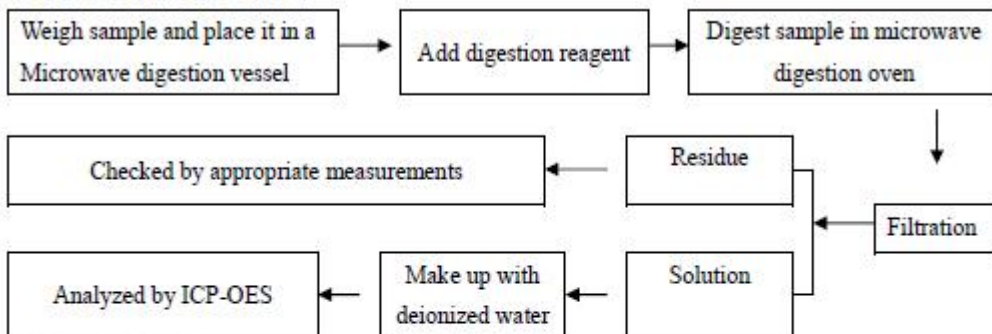 Weigh sample and place it in a
Microwave digestion vessel
Add digestion reagent
Digest sample in microwave
digestion oven
Checked by appropriate measurements
Residue
Filtration
Analyzed by ICP-OES
Make up with
deionized water
Solution